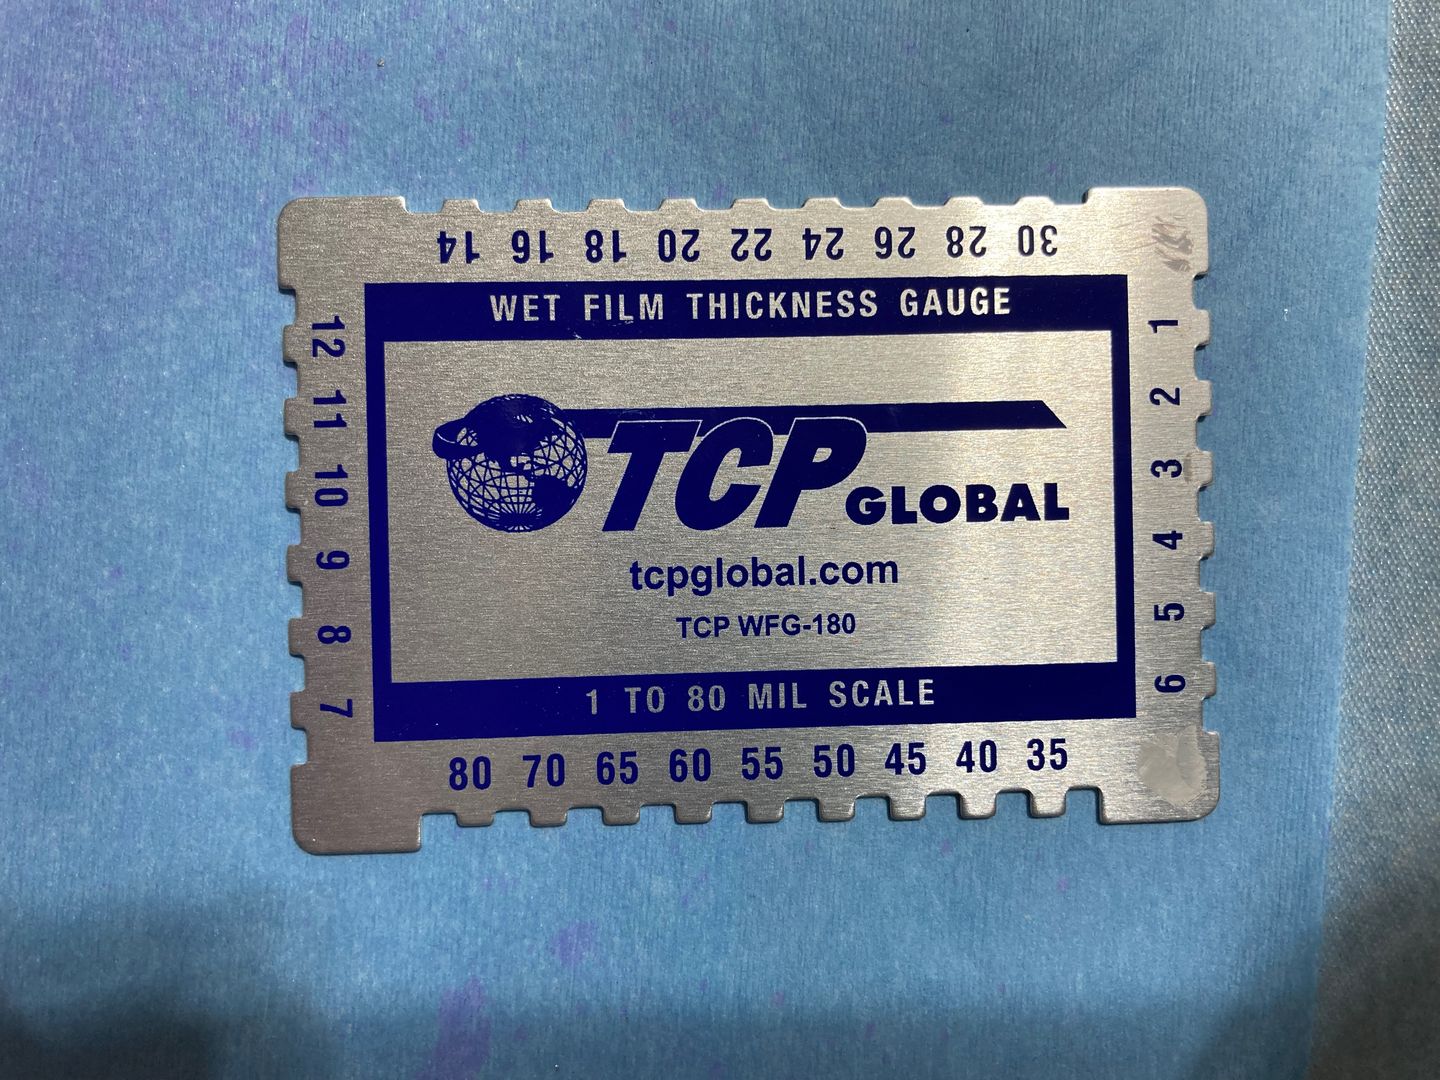 14 16 18 20 22 24 26 28 30
WET FILM THICKNESS GAUGE
12 11 10 9 8 7
TCP GLOBAL
tcpglobal.com
TCP WFG-180
1 2 3 4 5 6
1 TO 80 MIL SCALE
80 70 65 60 55 50 45 40 35